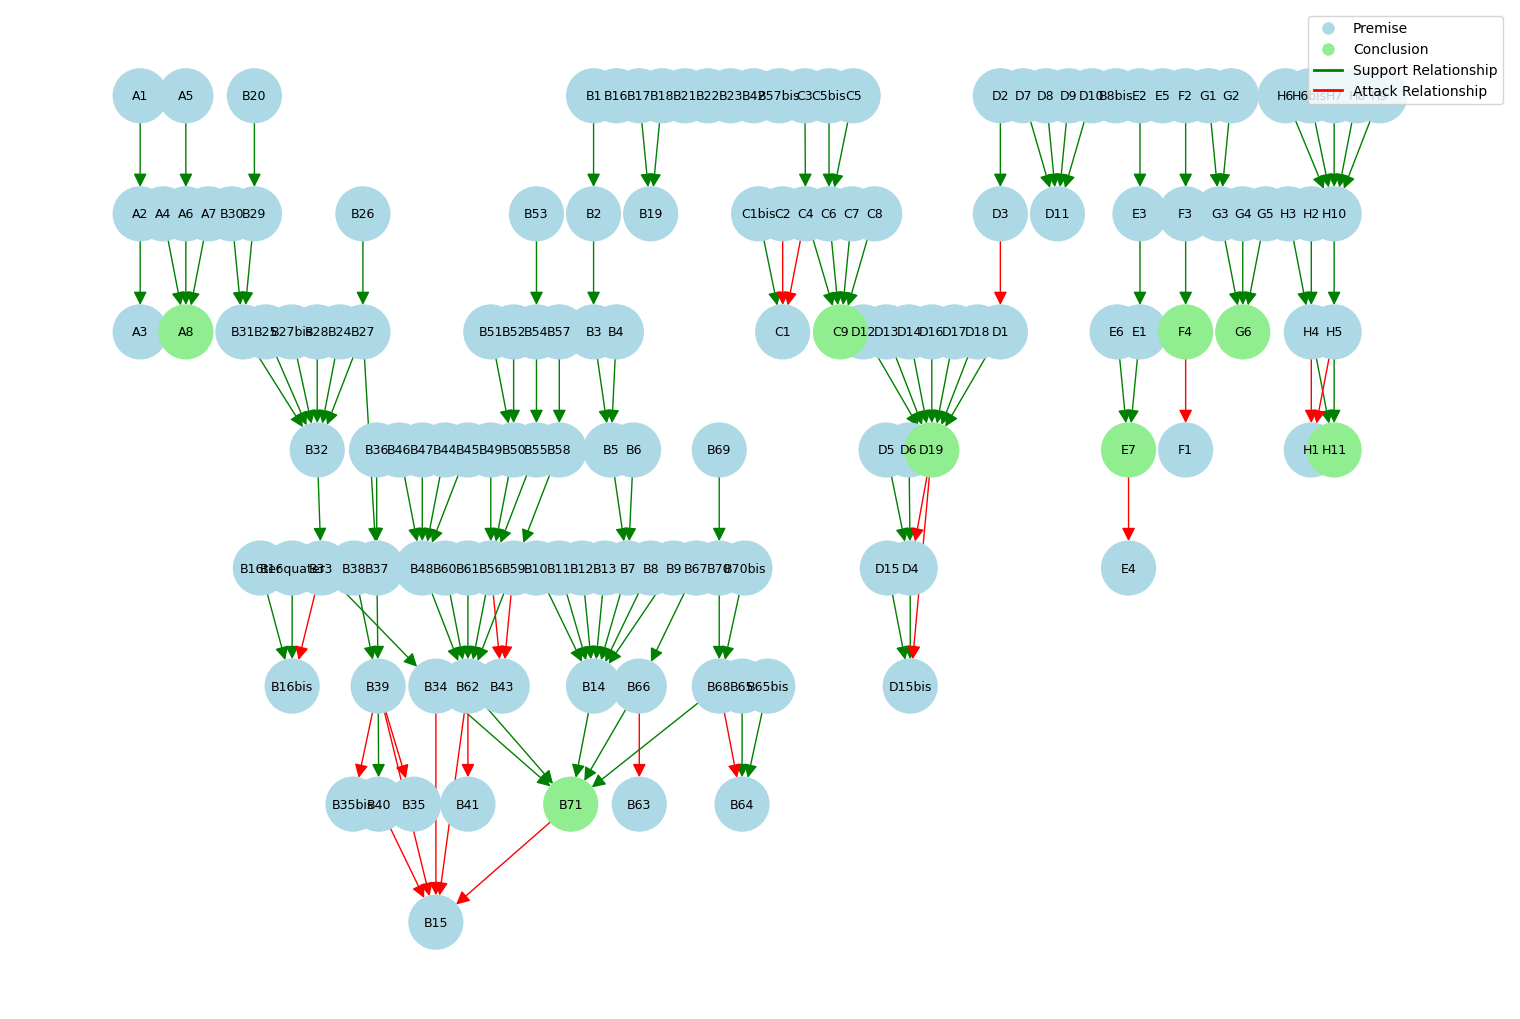 Premise
Conclusion
Support Relationship
Attack Relationship
A1 A5 B20 B1 B16 B17 B18 B21 B22 B23 B42 B57bis C3 C5bis C5 D2 D7 D8 D9 D10 B8bis E2 E5 F2 G1 G2 H6 H6bis H7
A2 A4 A6 A7 B30 B29 B26 B53 B2 B19 C1bis C2 C4 C6 C7 C8 D3 D11 E3 F3 G3 G4 G5 H3 H2 H10
A3 A8 B31 B25 B27bis B28 B24 B27 B51 B52 B54 B57 B3 B4 C1 C9 D12 D13 D14 D16 D17 D18 D1 E6 E1 F4 G6 H4 H5
B32 B36 B46 B47 B44 B45 B49 B50 B55 B58 B5 B6 B69 D5 D6 D19 E7 F1 H1 H11
B33 B38 B37 B48 B60 B61 B56 B59 B10 B11 B12 B13 B7 B8 B9 B67 B70 B70bis D15 D4 E4
B16bis B39 B34 B62 B43 B14 B66 B68 B65 B65bis D15bis
B35bis B40 B35 B41 B71 B63 B64
B15